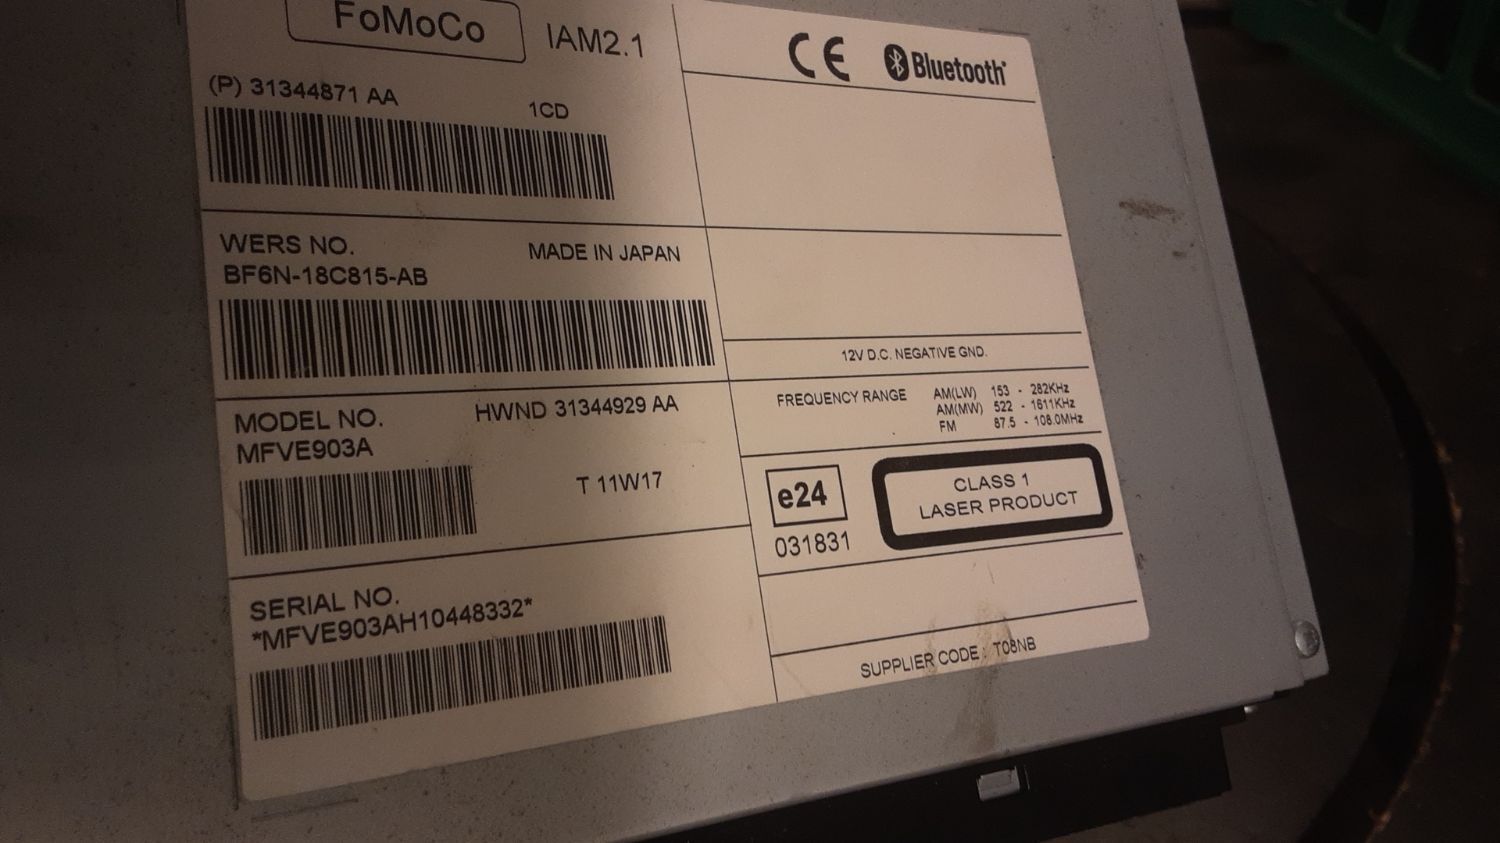 FoMoCo
IAM2.1
(P) 31344871 AA
1CD
WERS NO.
MADE IN JAPAN
BF6N-18C815-AB
MODEL NO.
HWND 31344929 AA
MFVE903A
T 11W17
SERIAL NO.
*MFVE903AH10448332*
CE
Bluetooth
12V D.C. NEGATIVE GND.
FREQUENCY RANGE AM(LW) 153 - 282KHz
AM(MW) 522 - 1611KHz
FM 87.5 - 108.0MHz
e24
031831
CLASS 1
LASER PRODUCT
SUPPLIER CODE : T08NB